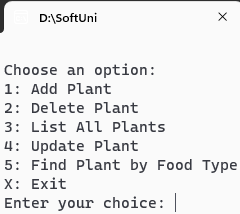 D:\SoftUni
Choose an option:
1: Add Plant
2: Delete Plant
3: List All Plants
4: Update Plant
5: Find Plant by Food Type
X: Exit
Enter your choice: